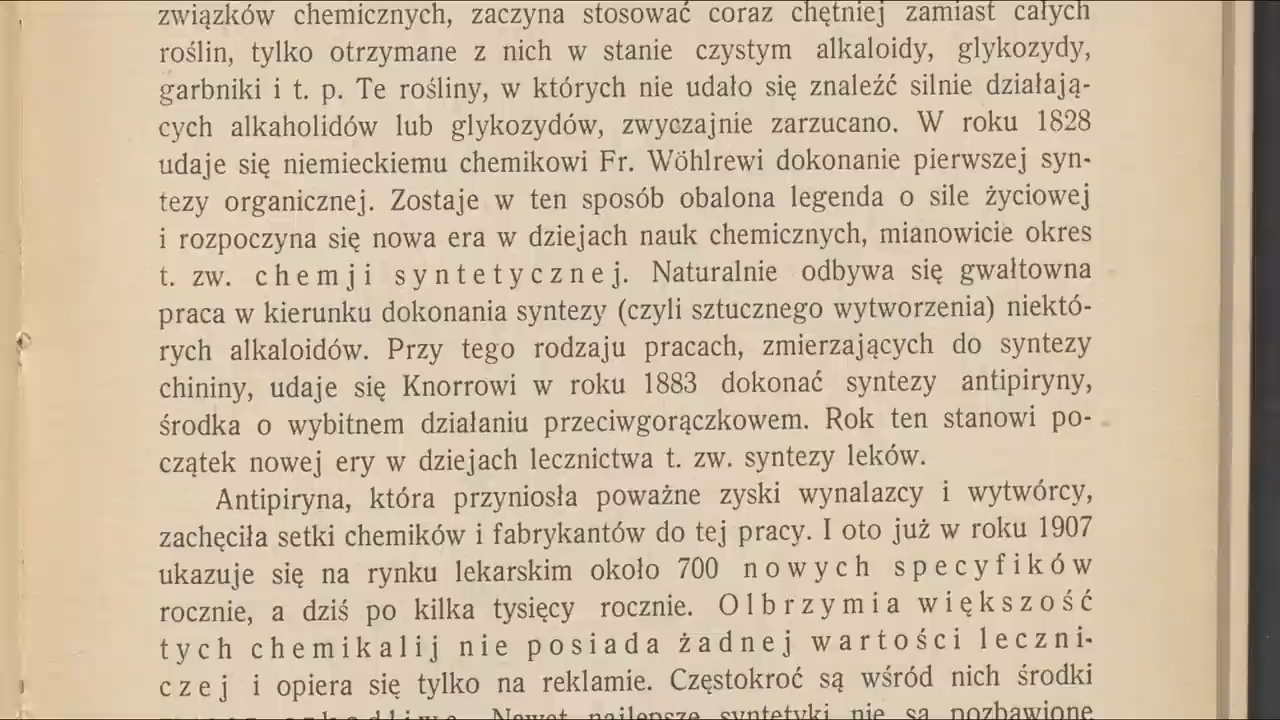 związków chemicznych, zaczyna stosować coraz chętniej zamiast całych
roślin, tylko otrzymane z nich w stanie czystym alkaloidy, glykozydy,
garbniki i t. p. Te rośliny, w których nie udało się znaleźć silnie działają-
cych alkaholidów lub glykozydów, zwyczajnie zarzucano. W roku 1828
udaje się niemieckiemu chemikowi Fr. Wöhlrewi dokonanie pierwszej syn-
tezy organicznej. Zostaje w ten sposób obalona legenda o sile życiowej
i rozpoczyna się nowa era w dziejach nauk chemicznych, mianowicie okres
t. zw. chemji syntetycznej. Naturalnie odbywa się gwałtowna
praca w kierunku dokonania syntezy (czyli sztucznego wytworzenia) niektó-
rych alkaloidów. Przy tego rodzaju pracach, zmierzających do syntezy
chininy, udaje się Knorrowi w roku 1883 dokonać syntezy antipiryny,
środka o wybitnem działaniu przeciwgorączkowem. Rok ten stanowi po-
czątek nowej ery w dziejach lecznictwa t. zw. syntezy leków.
Antipiryna, która przyniosła poważne zyski wynalazcy i wytwórcy,
zachęciła setki chemików i fabrykantów do tej pracy. I oto już w roku 1907
ukazuje się na rynku lekarskim około 700 nowych specyfików
rocznie, a dziś po kilka tysięcy rocznie. Olbrzymia większość
tych chemikalij nie posiada żadnej wartości leczni-
czej i opiera się tylko na reklamie. Częstokroć są wśród nich środki
Nawet najlepsze syntetyki nie są pozbawione